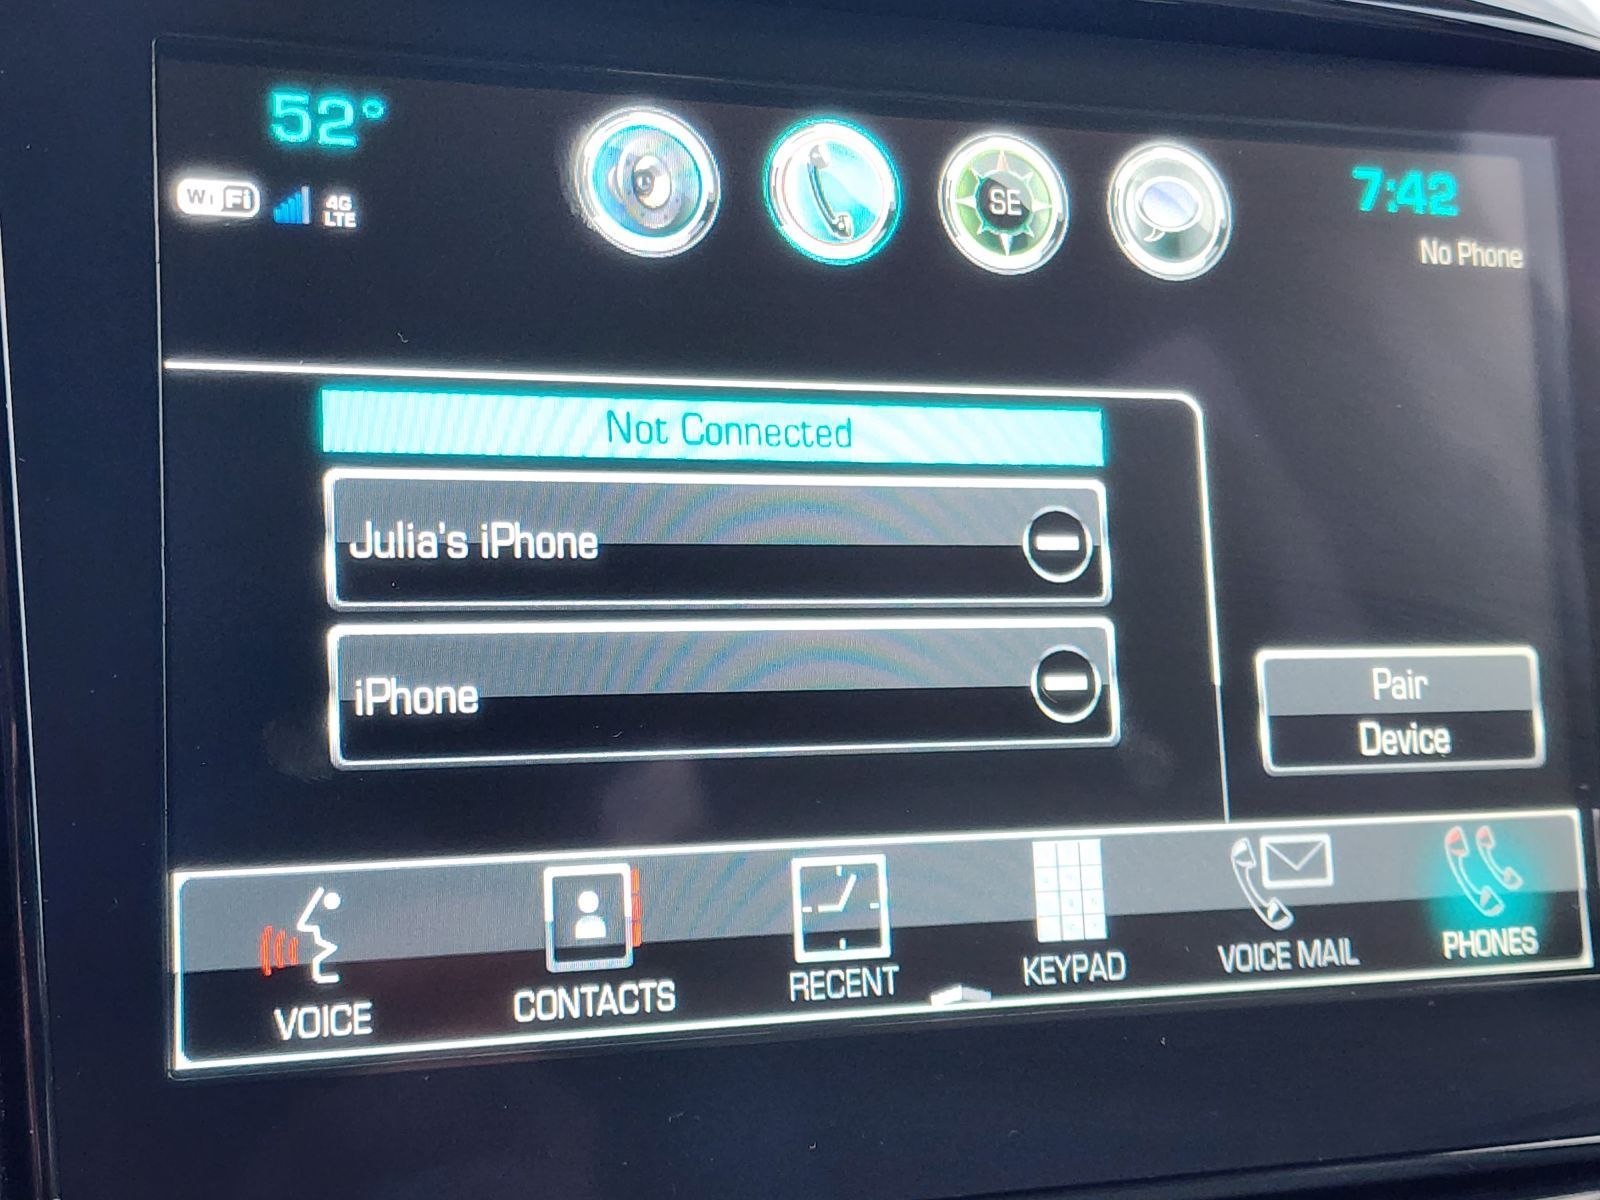 52°
WiFi
4G
LTE
SE
7:42
No Phone
Not Connected
Julia's iPhone
iPhone
Pair
Device
VOICE
CONTACTS
RECENT
KEYPAD
VOICE MAIL
PHONES